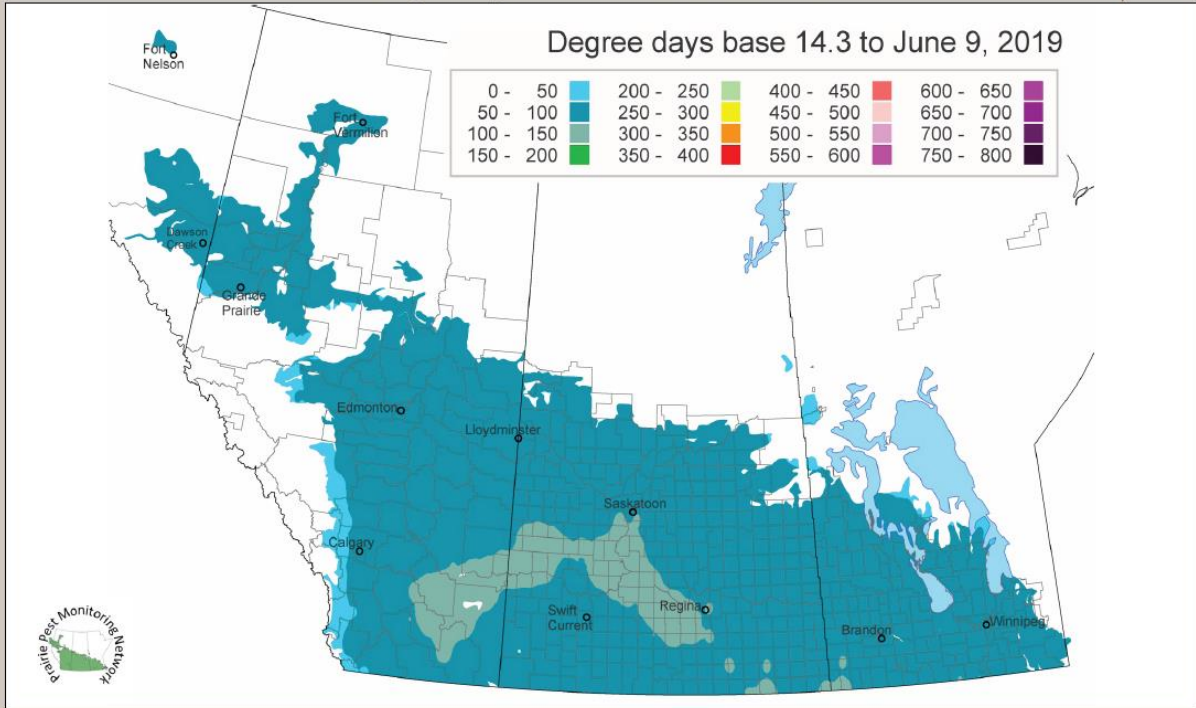 Degree days base 14.3 to June 9, 2019
0 - 50 200 - 250 400 - 450 600 - 650
50 - 100 250 - 300 450 - 500 650 - 700
100 - 150 300 - 350 500 - 550 700 - 750
150 - 200 350 - 400 550 - 600 750 - 800
Fort
Nelson
Fort
Vermilion
Dawson
Creek
Grande
Prairie
Edmonton
Lloydminster
Saskatoon
Calgary
Swift
Current
Regina
Brandon
Winnipeg
Prairie Pest Monitoring Network